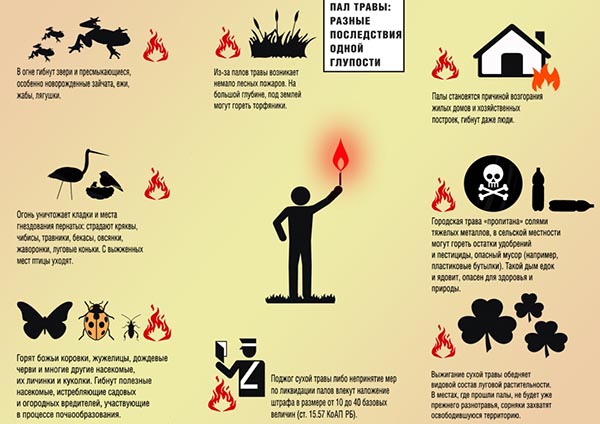 ПАЛ ТРАВЫ:
РАЗНЫЕ
ПОСЛЕДСТВИЯ
ОДНОЙ
ГЛУПОСТИ
В огне гибнут звери и пресмыкающиеся,
особенно новорожденные зайчата, ежи,
жабы, лягушки.
Из-за палов травы возникает
немало лесных пожаров. На
большой глубине, под землей
могут гореть торфяники.
Палы становятся причиной возгорания
жилых домов и хозяйственных
построек, гибнут даже люди.
Огонь уничтожает кладки и места
гнездования пернатых: страдают кряквы,
чибисы, травники, бекасы, овсянки,
жаворонки, луговые коньки. С выжженных
мест птицы уходят.
Городская трава «пропитана» солями
тяжелых металлов, в сельской местности
могут гореть остатки удобрений
и пестициды, опасный мусор (например,
пластиковые бутылки). Такой дым едок
и ядовит, опасен для здоровья и
природы.
Горят божьи коровки, жужелицы, дождевые
черви и многие другие насекомые,
их личинки и куколки. Гибнут полезные
насекомые, истребляющие садовых
и огородных вредителей, участвующие
в процессе почвообразования.
Поджог сухой травы либо непринятие мер
по ликвидации палов влекут наложение
штрафа в размере от 10 до 40 базовых
величин (ст. 15.57 КоАП РБ).
Выжигание сухой травы обедняет
видовой состав луговой растительности.
В местах, где прошли палы, не будет уже
прежнего разнотравья, сорняки захватят
освободившуюся территорию.